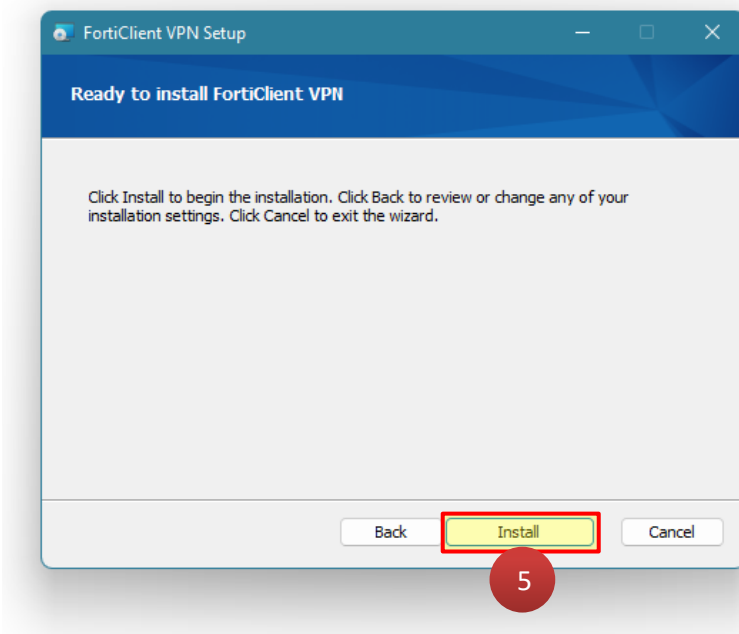 FortiClient VPN Setup
Ready to install FortiClient VPN
Click Install to begin the installation. Click Back to review or change any of your
installation settings. Click Cancel to exit the wizard.
Back Install Cancel
5